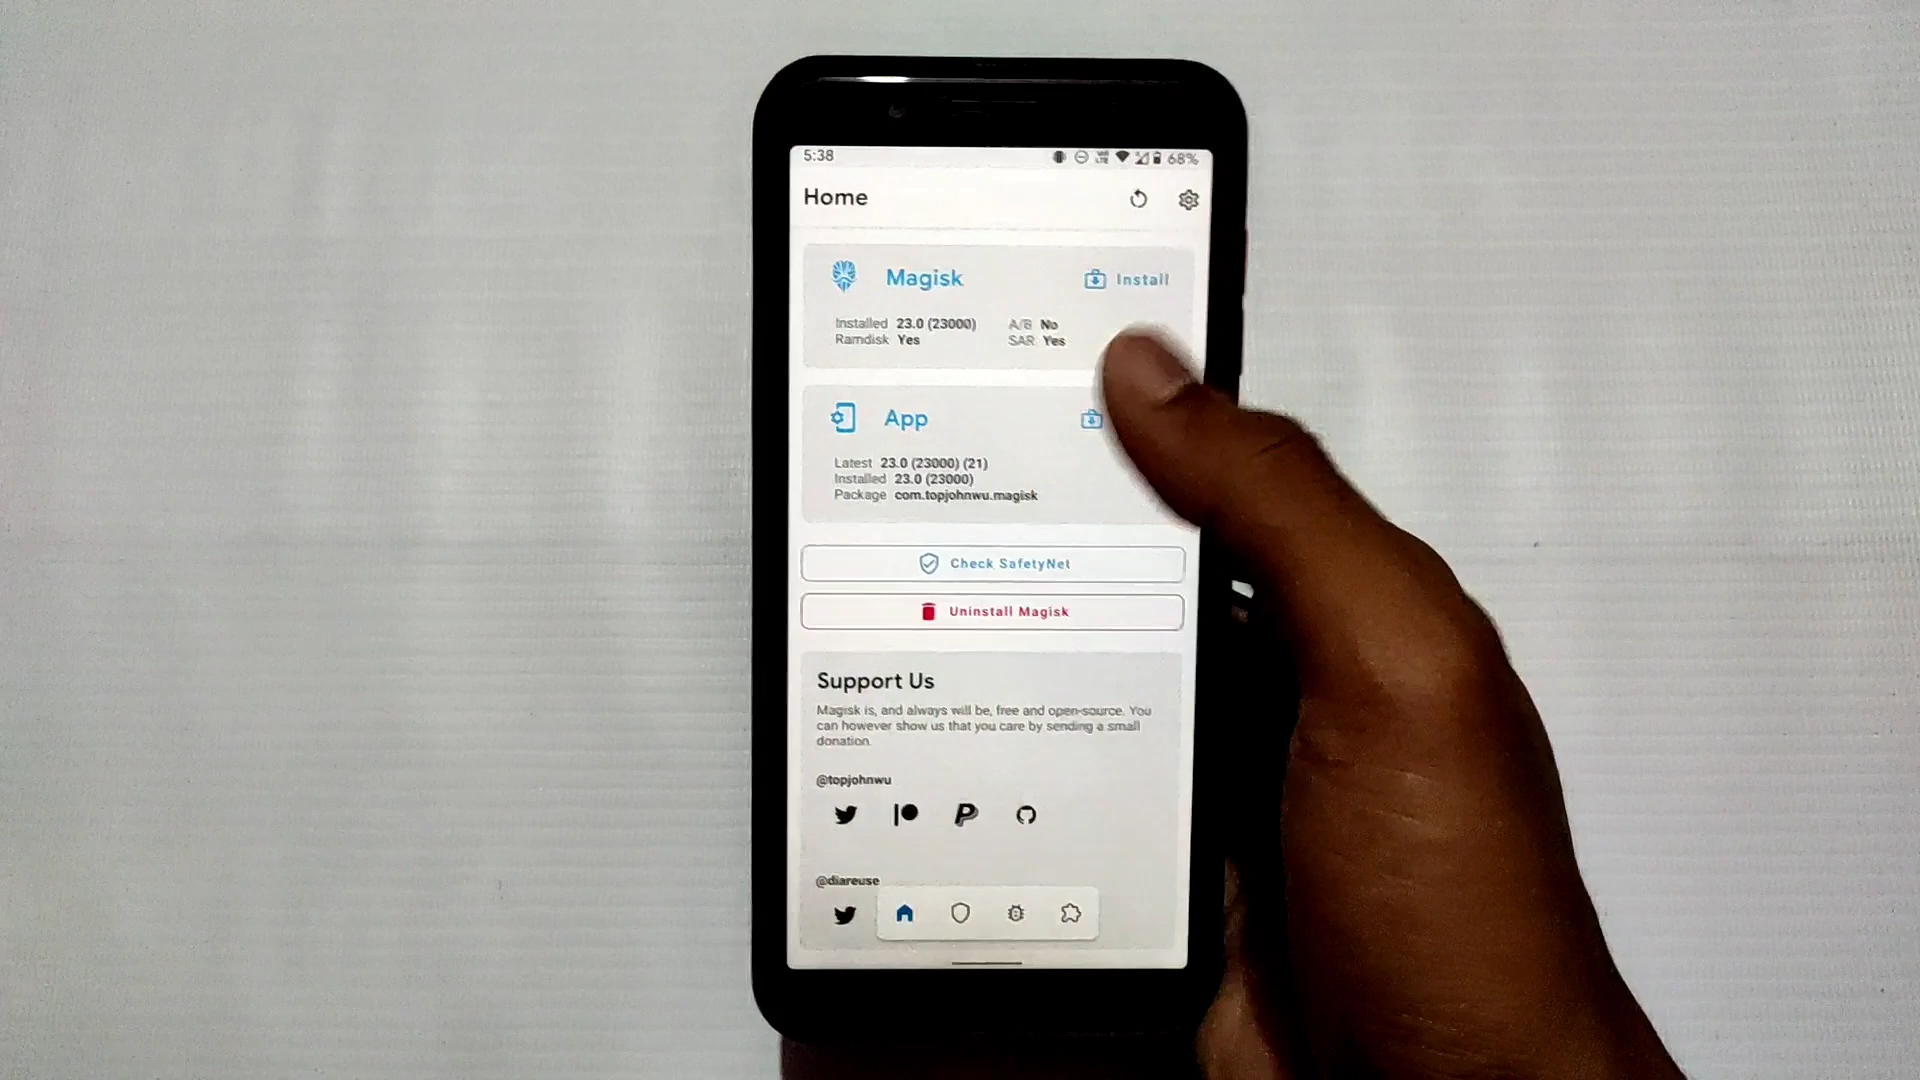 5:38
68%
Home
Magisk
Install
Installed 23.0 (23000)
A/B No
Ramdisk Yes
SAR Yes
App
Latest 23.0 (23000) (21)
Installed 23.0 (23000)
Package com.topjohnwu.magisk
Check SafetyNet
Uninstall Magisk
Support Us
Magisk is, and always will be, free and open-source. You
can however show us that you care by sending a small
donation.
@topjohnwu
@diareuse